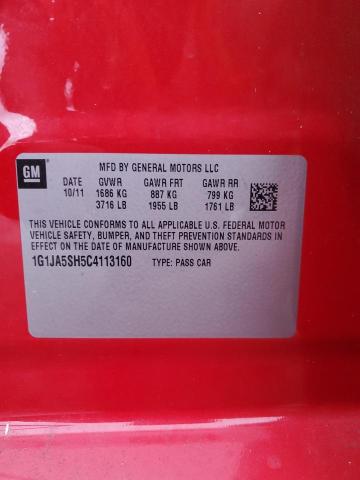 GM
MFD BY GENERAL MOTORS LLC
DATE GVWR GAWR FRT GAWR RR
10/11 1686 KG 887 KG 799 KG
3716 LB 1955 LB 1761 LB
THIS VEHICLE CONFORMS TO ALL APPLICABLE U.S. FEDERAL MOTOR
VEHICLE SAFETY, BUMPER, AND THEFT PREVENTION STANDARDS IN
EFFECT ON THE DATE OF MANUFACTURE SHOWN ABOVE.
1G1JA5SH5C4113160 TYPE: PASS CAR